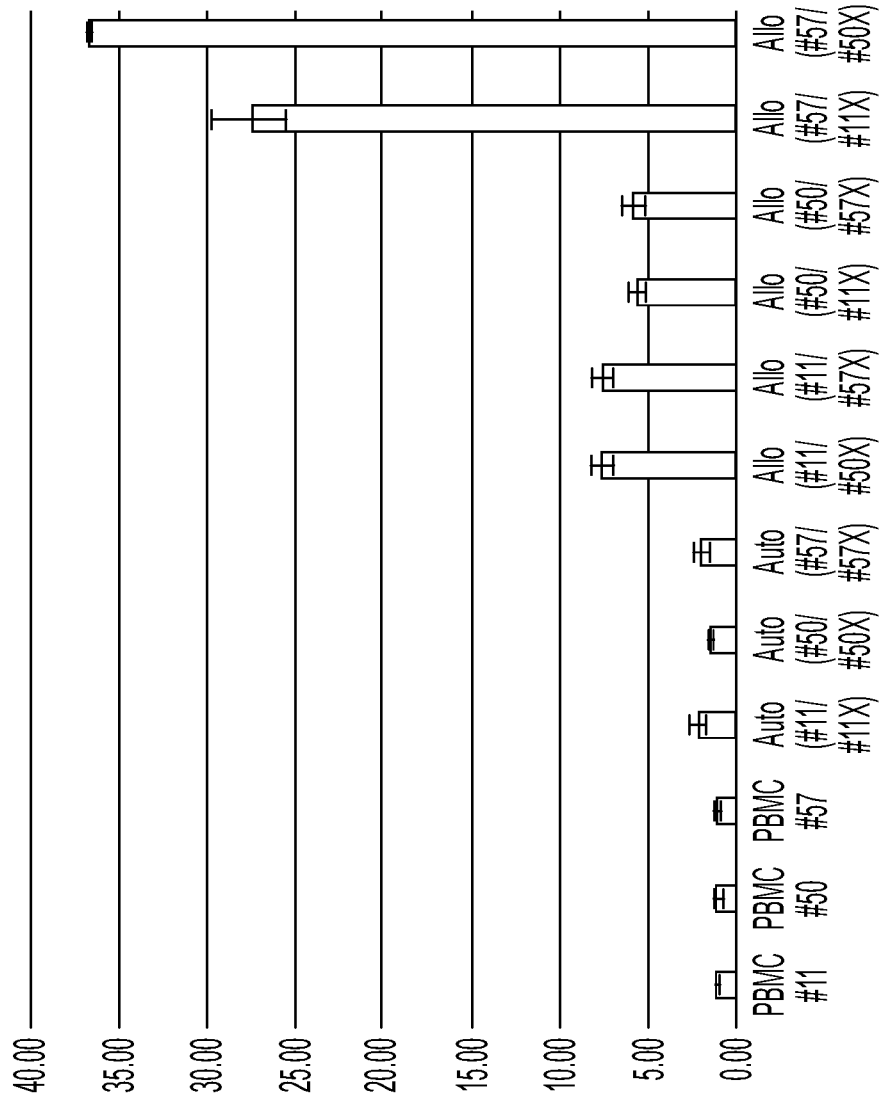 40.00
35.00
30.00
25.00
20.00
15.00
10.00
5.00
0.00
PBMC
#11
PBMC
#50
PBMC
#57
Auto
(#11/
#11X)
Auto
(#50/
#50X)
Auto
(#57/
#57X)
Allo
(#11/
#50X)
Allo
(#11/
#57X)
Allo
(#50/
#11X)
Allo
(#50/
#57X)
Allo
(#57/
#11X)
Allo
(#57/
#50X)